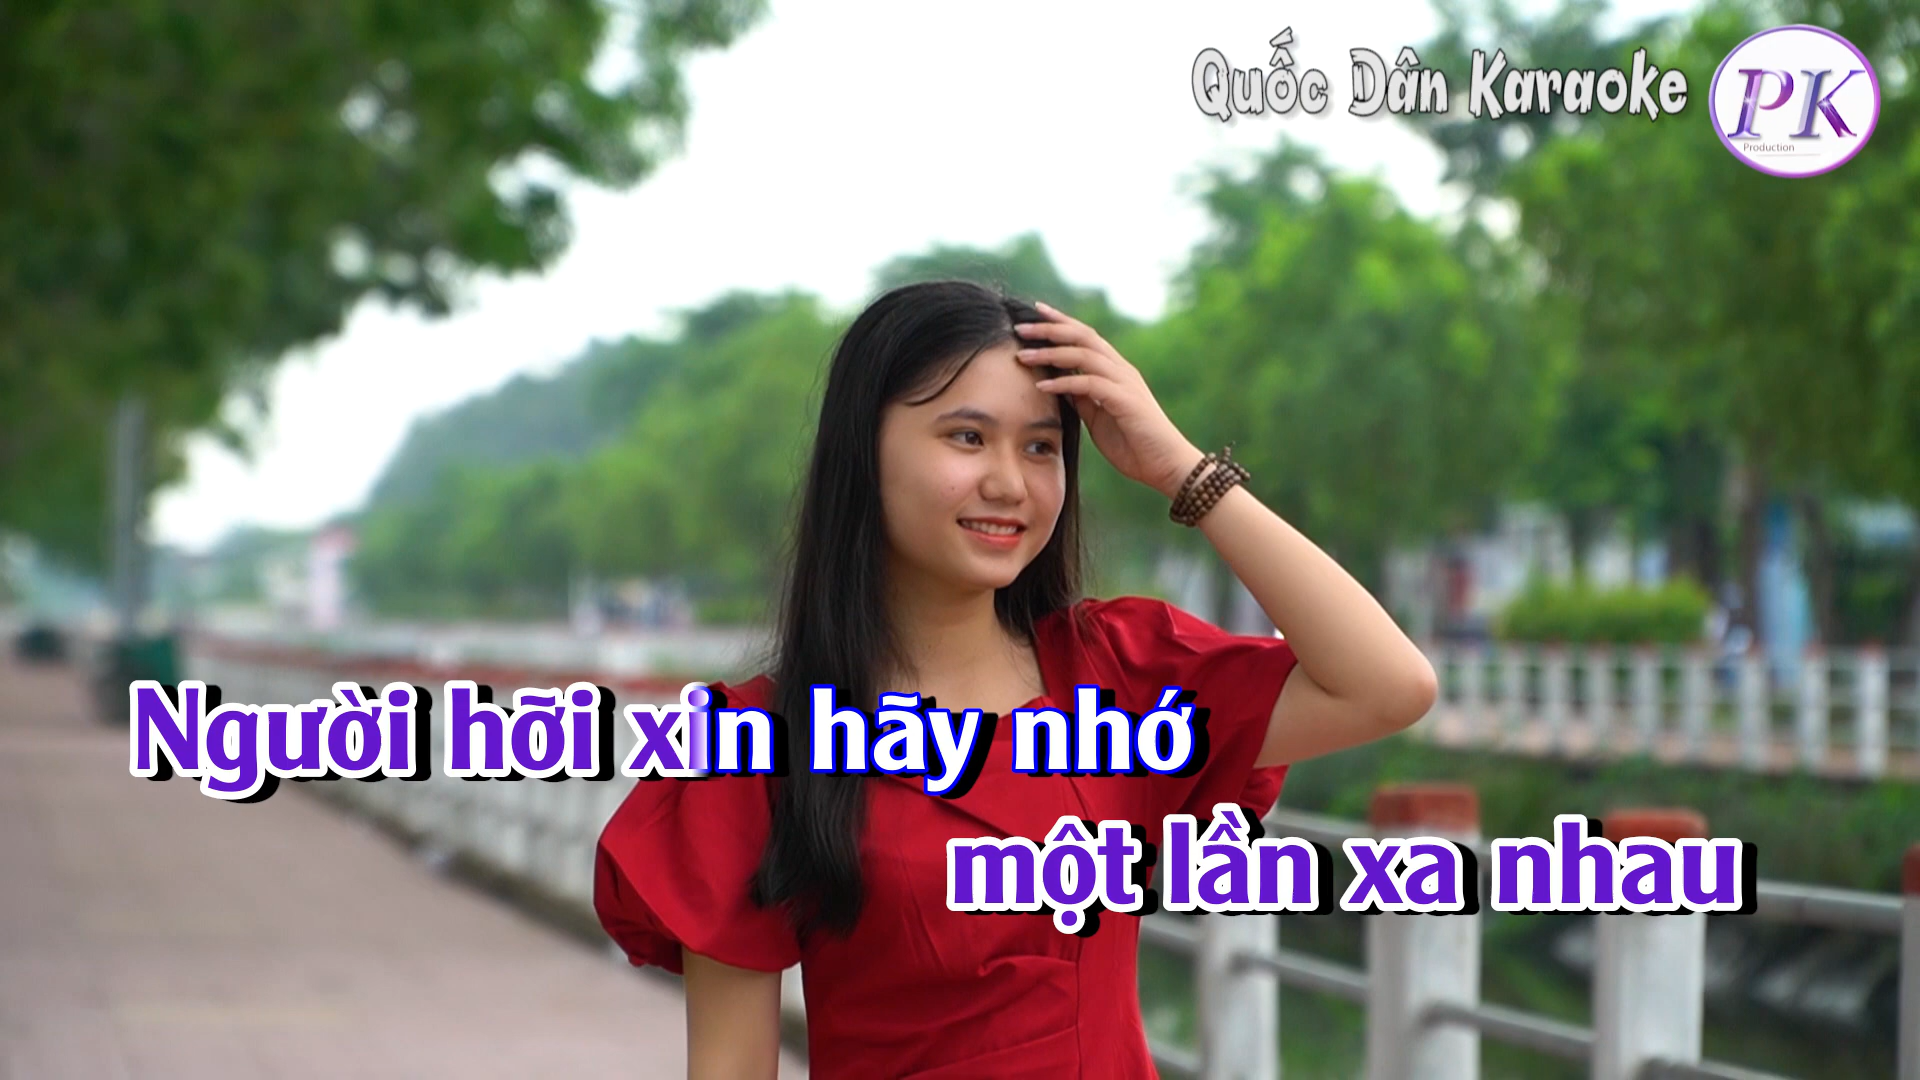 Quốc Dân Karaoke
PK
Production
Người hỡi xin hãy nhớ
một lần xa nhau